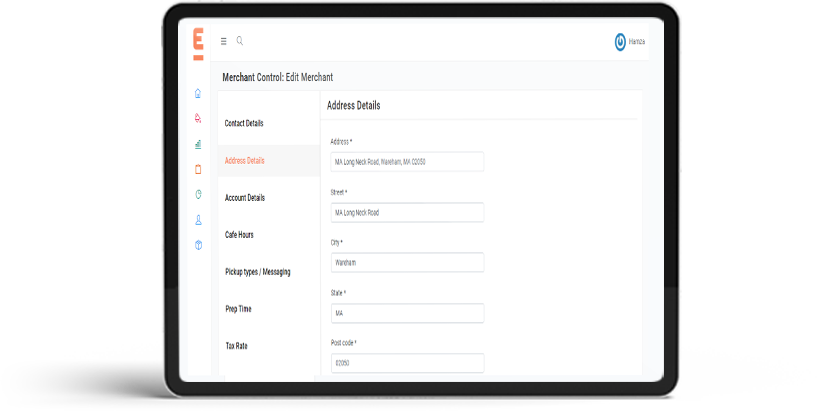 E
Hamza
Merchant Control: Edit Merchant
Contact Details
Address Details
Account Details
Cafe Hours
Pickup types / Messaging
Prep Time
Tax Rate
Address Details
Address *
MA Long Neck Road, Wareham, MA 02050
Street *
MA Long Neck Road
City *
Wareham
State *
MA
Post code *
02050